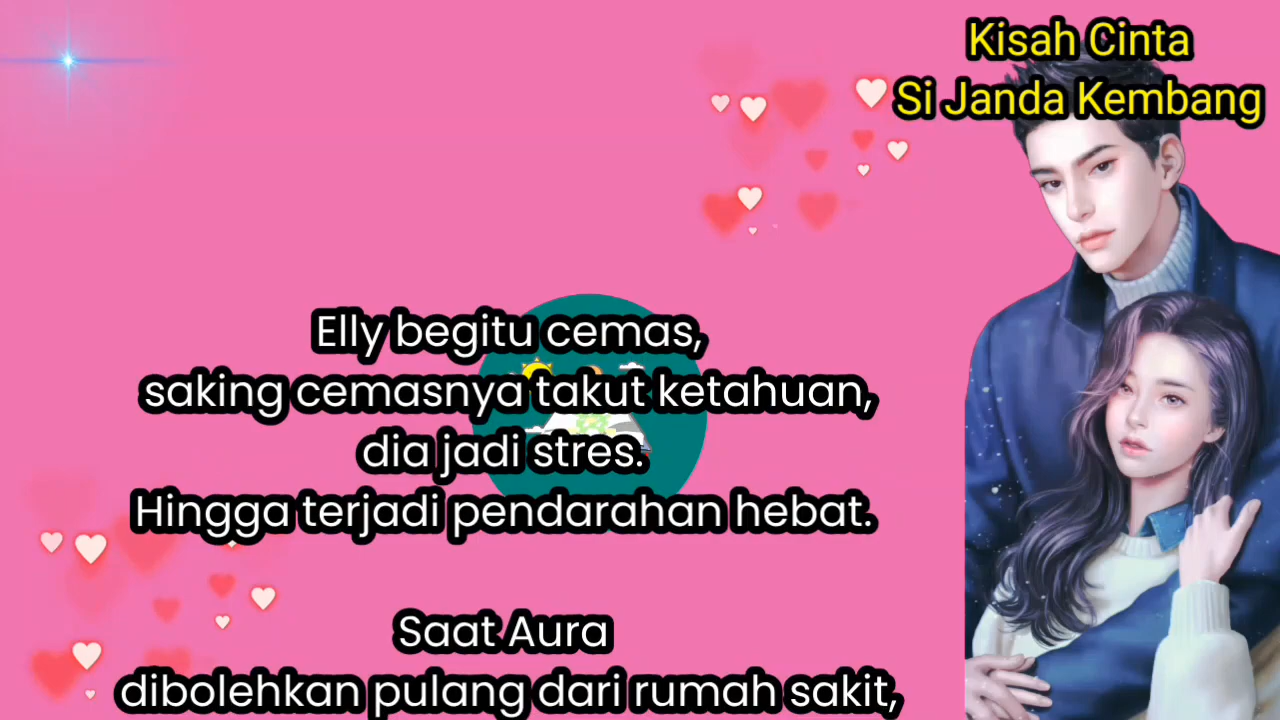 Kisah Cinta
Si Janda Kembang
Elly begitu cemas,
saking cemasnya takut ketahuan,
dia jadi stres.
Hingga terjadi pendarahan hebat.
Saat Aura
dibolehkan pulang dari rumah sakit,